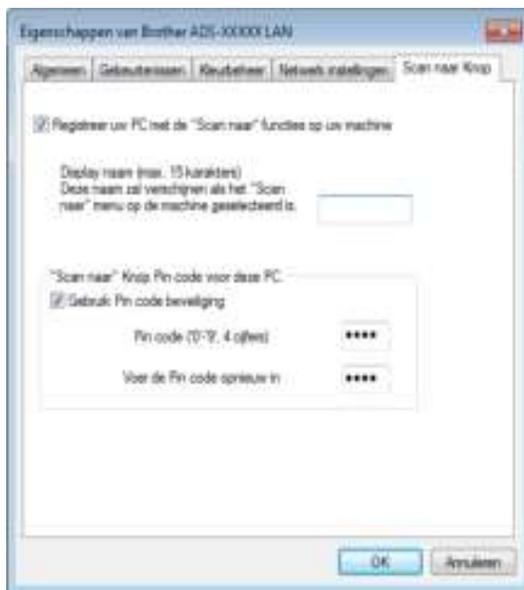 Eigenschappen van Brother ADS-XXXXX LAN
Algemeen Gebeurtenissen Kleurbeheer Netwerk instellingen Scan naar Knop
Registreer uw PC met de "Scan naar" functies op uw machine
Display naam (max. 15 karakters)
Deze naam zal verschijnen als het "Scan
naar" menu op de machine geselecteerd is.
"Scan naar" Knop Pin code voor deze PC.
Gebruik Pin code beveiliging
Pin code ('0'-'9', 4 cijfers) ●●●●
Voer de Pin code opnieuw in ●●●●
OK Annuleren